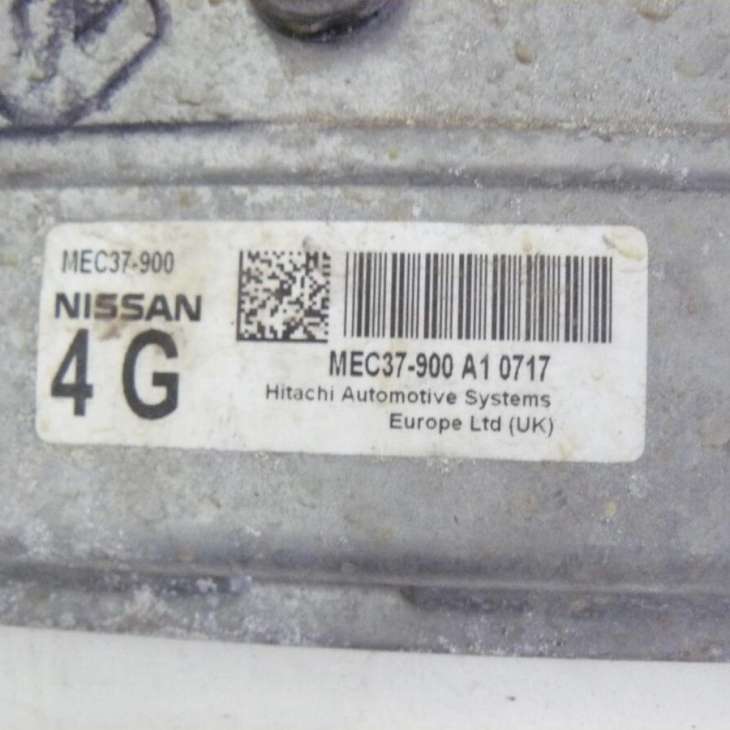 MEC37-900
NISSAN
4 G
MEC37-900 A1 0717
Hitachi Automotive Systems
Europe Ltd (UK)